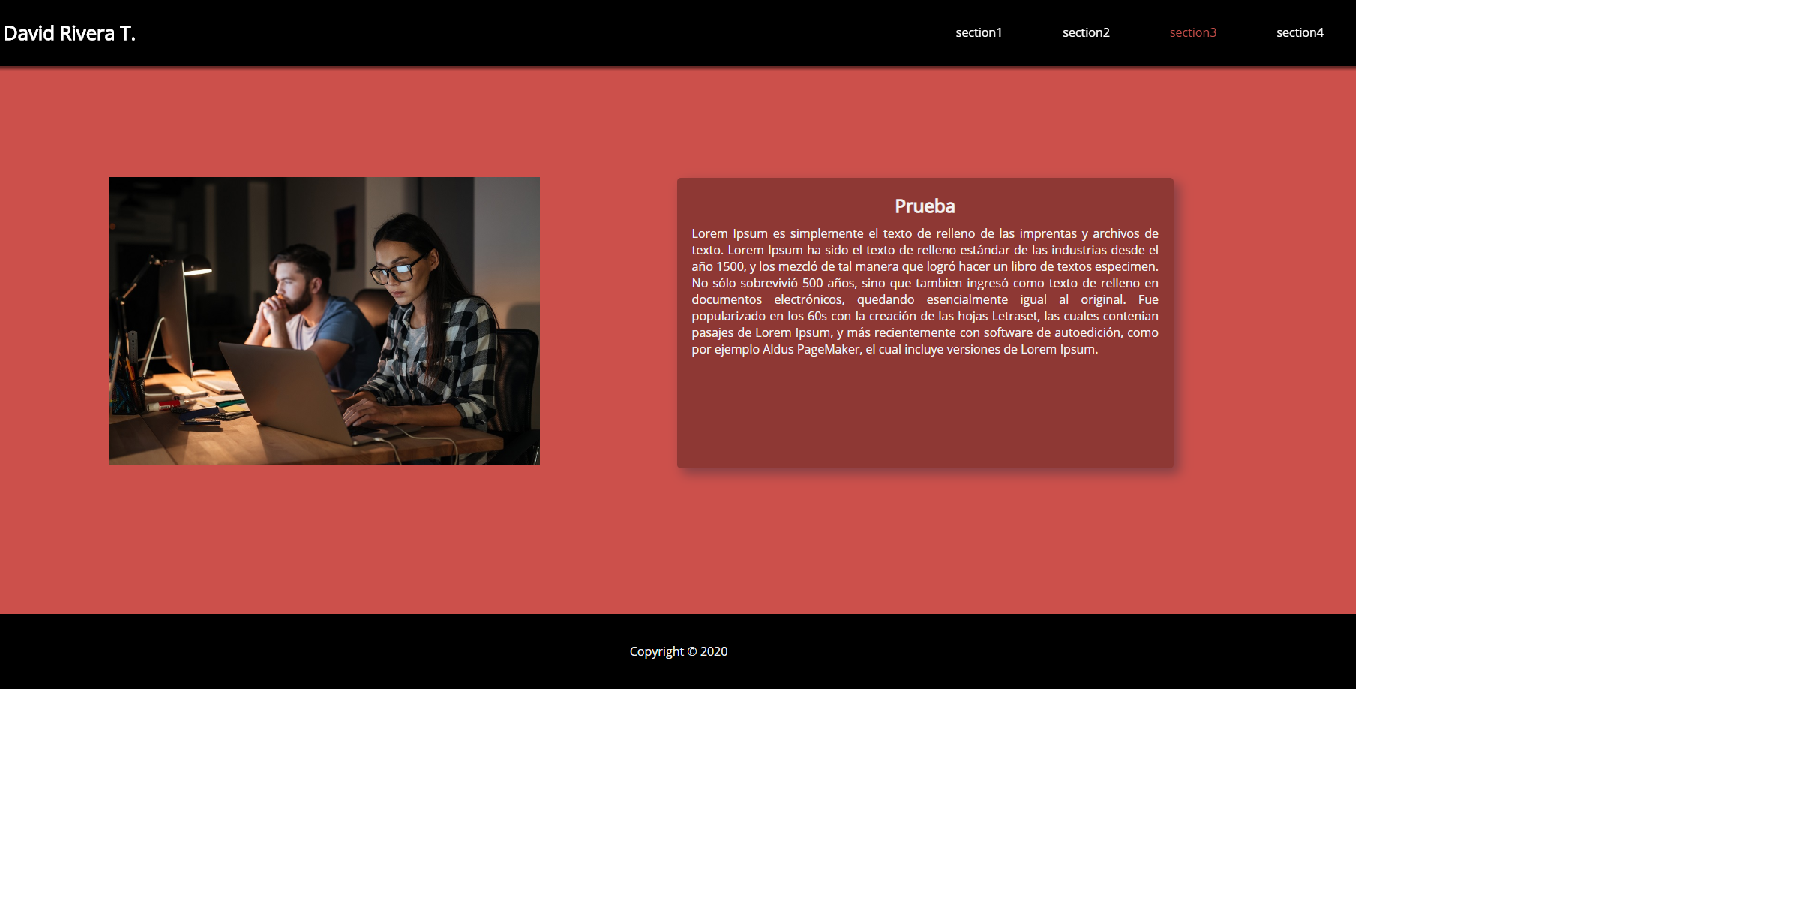 David Rivera T.
section1
section2
section3
section4
Prueba
Lorem Ipsum es simplemente el texto de relleno de las imprentas y archivos de
texto. Lorem Ipsum ha sido el texto de relleno estándar de las industrias desde el
año 1500, y los mezcló de tal manera que logró hacer un libro de textos especimen.
No sólo sobrevivió 500 años, sino que tambien ingresó como texto de relleno en
documentos electrónicos, quedando esencialmente igual al original. Fue
popularizado en los 60s con la creación de las hojas Letraset, las cuales contenian
pasajes de Lorem Ipsum, y más recientemente con software de autoedición, como
por ejemplo Aldus PageMaker, el cual incluye versiones de Lorem Ipsum.
Copyright © 2020